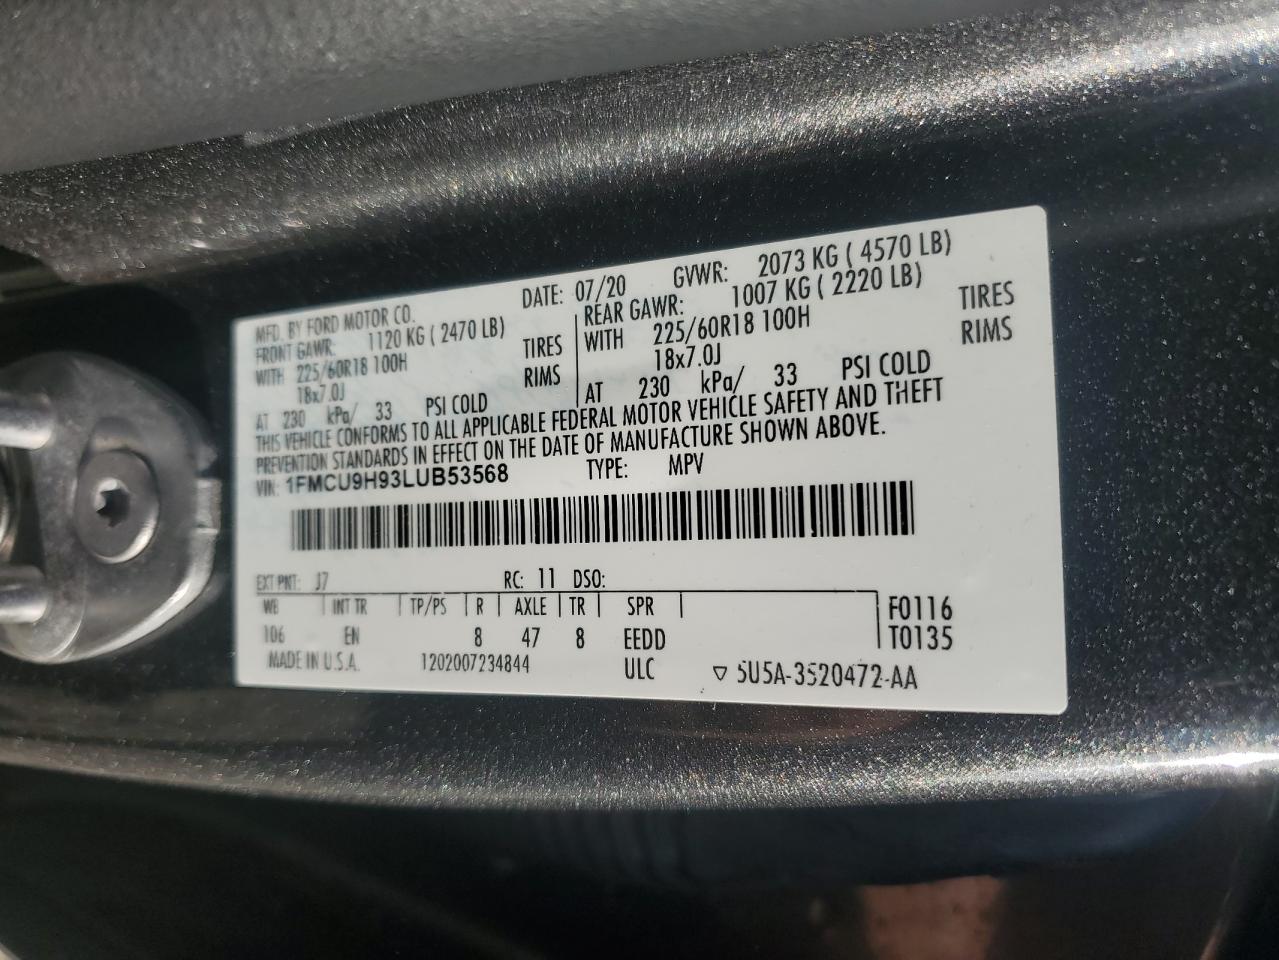 MFD. BY FORD MOTOR CO.
DATE: 07/20
GVWR: 2073 KG ( 4570 LB)
FRONT GAWR: 1120 KG ( 2470 LB)
WITH 225/60R18 100H TIRES
18x7.0J RIMS
AT 230 kPa/ 33 PSI COLD
REAR GAWR: 1007 KG ( 2220 LB)
WITH 225/60R18 100H TIRES
18x7.0J RIMS
AT 230 kPa/ 33 PSI COLD
THIS VEHICLE CONFORMS TO ALL APPLICABLE FEDERAL MOTOR VEHICLE SAFETY AND THEFT
PREVENTION STANDARDS IN EFFECT ON THE DATE OF MANUFACTURE SHOWN ABOVE.
VIN: 1FMCU9H93LUB53568 TYPE: MPV
EXT PNT: J7 RC: 11 DSO:
WB INT TR TP/PS R AXLE TR SPR F0116
106 EN 8 47 8 EEDD T0135
MADE IN U.S.A. 1202007234844 ULC ▽ 5U5A-3520472-AA